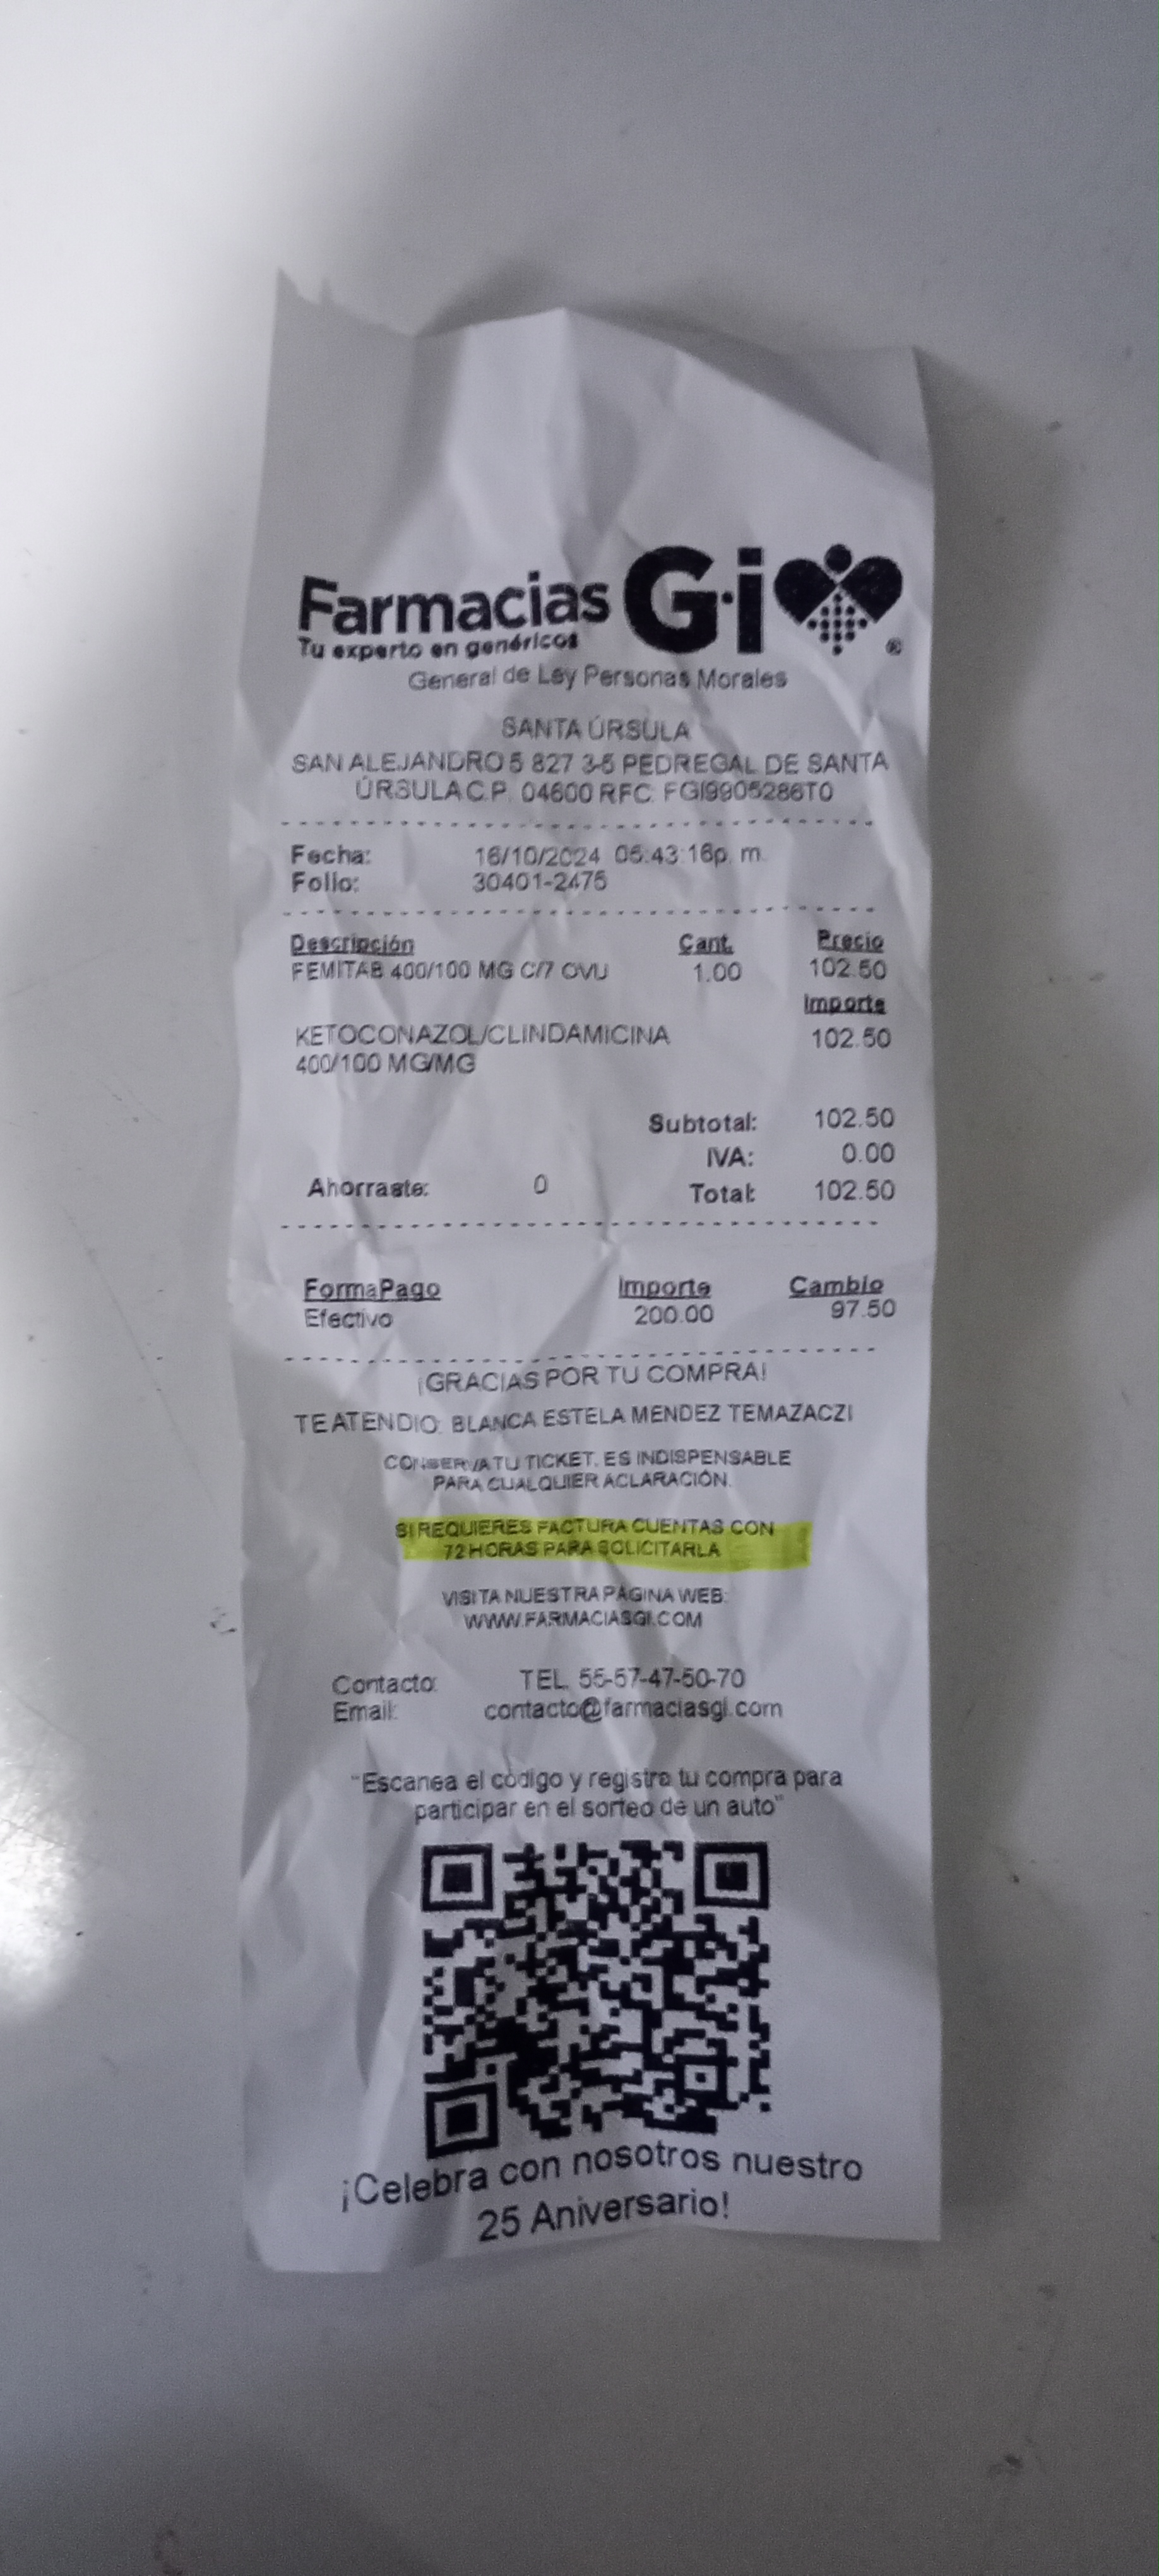 Farmacias G·i ®
Tu experto en genéricos
General de Ley Personas Morales
SANTA ÚRSULA
SAN ALEJANDRO 5 827 3-5 PEDREGAL DE SANTA
ÚRSULA C.P. 04600 RFC. FGI9905286T0
Fecha: 16/10/2024 05:43:16p. m.
Folio: 30401-2475
Descripción Cant. Precio
FEMITAB 400/100 MG C/7 OVU 1.00 102.50
Importe
KETOCONAZOL/CLINDAMICINA 102.50
400/100 MG/MG
Subtotal: 102.50
IVA: 0.00
Ahorraste: 0 Total: 102.50
FormaPago Importe Cambio
Efectivo 200.00 97.50
¡GRACIAS POR TU COMPRA!
TE ATENDIO: BLANCA ESTELA MENDEZ TEMAZACZI
CONSERVA TU TICKET. ES INDISPENSABLE
PARA CUALQUIER ACLARACIÓN.
SI REQUIERES FACTURA CUENTAS CON
72 HORAS PARA SOLICITARLA
VISITA NUESTRA PÁGINA WEB:
WWW.FARMACIASGI.COM
Contacto: TEL. 55-57-47-50-70
Email: contacto@farmaciasgi.com
"Escanea el código y registra tu compra para
participar en el sorteo de un auto"
¡Celebra con nosotros nuestro
25 Aniversario!